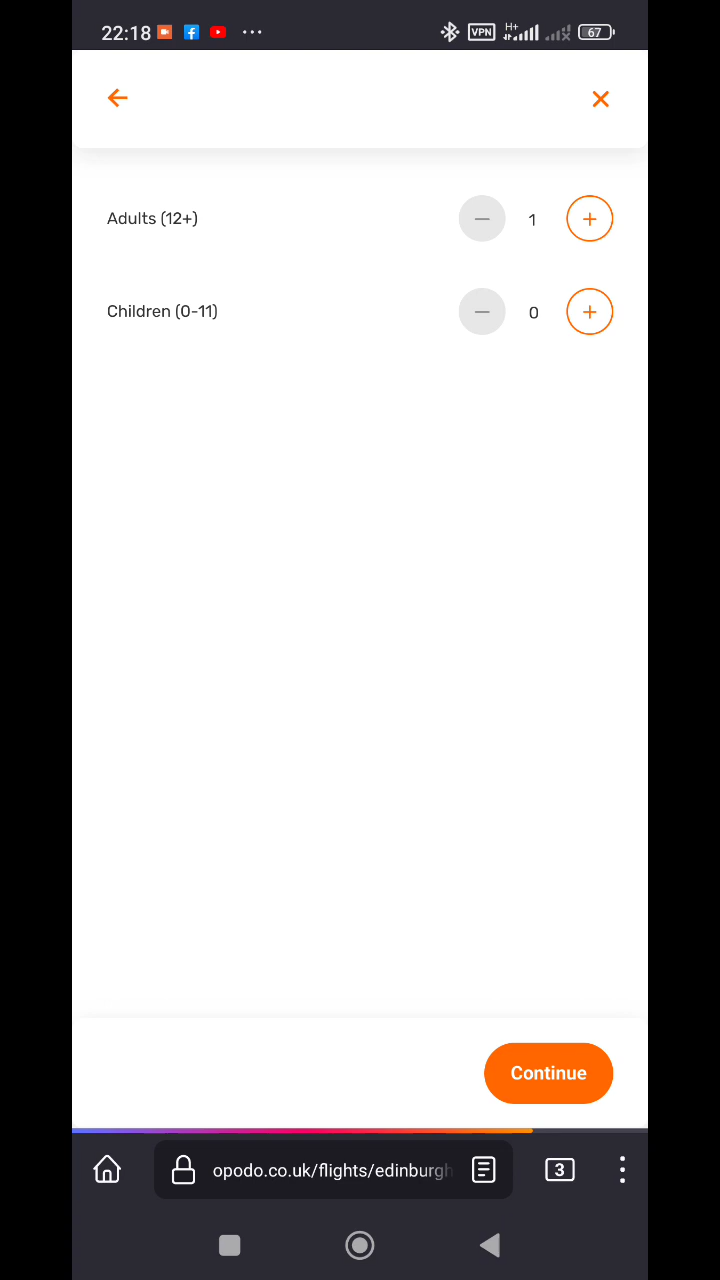 22:18 VPN H+ 67
Adults (12+) 1
Children (0-11) 0
Continue
opodo.co.uk/flights/edinburgh 3